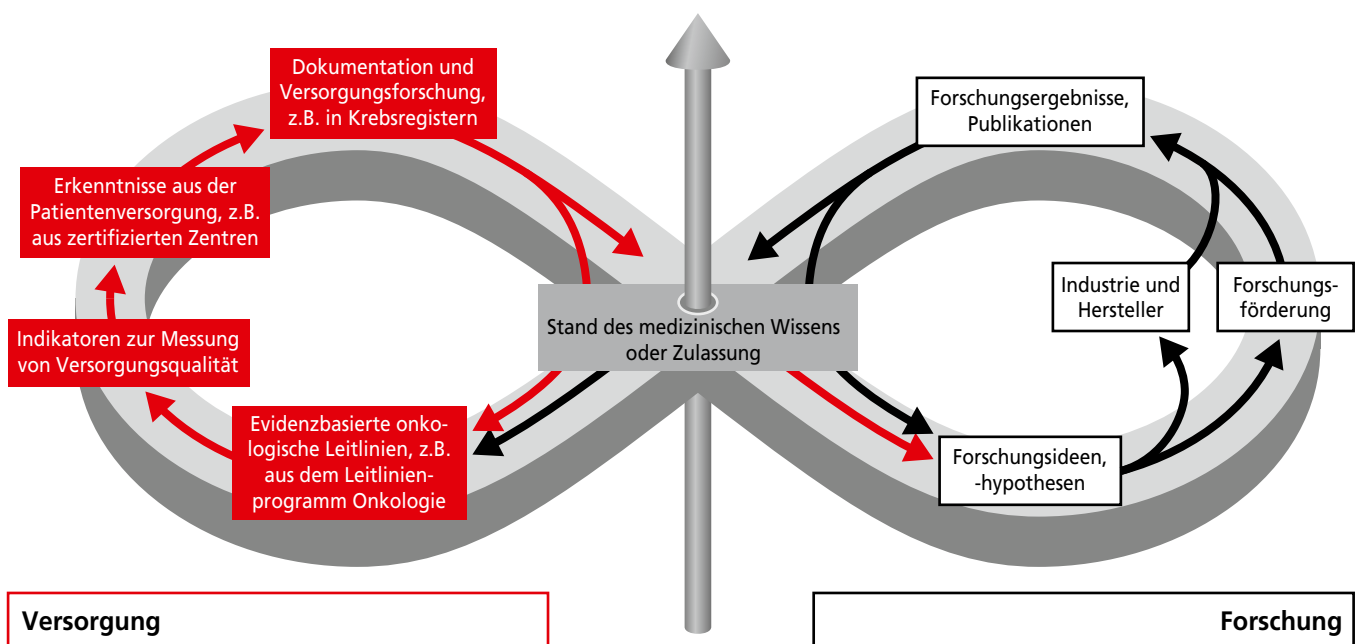 Dokumentation und
Versorgungsforschung,
z.B. in Krebsregistern
Erkenntnisse aus der
Patientenversorgung, z.B.
aus zertifizierten Zentren
Indikatoren zur Messung
von Versorgungsqualität
Evidenzbasierte onko-
logische Leitlinien, z.B.
aus dem Leitlinien-
programm Onkologie
Stand des medizinischen Wissens
oder Zulassung
Forschungsergebnisse,
Publikationen
Industrie und
Hersteller
Forschungs-
förderung
Forschungsideen,
-hypothesen
Versorgung
Forschung